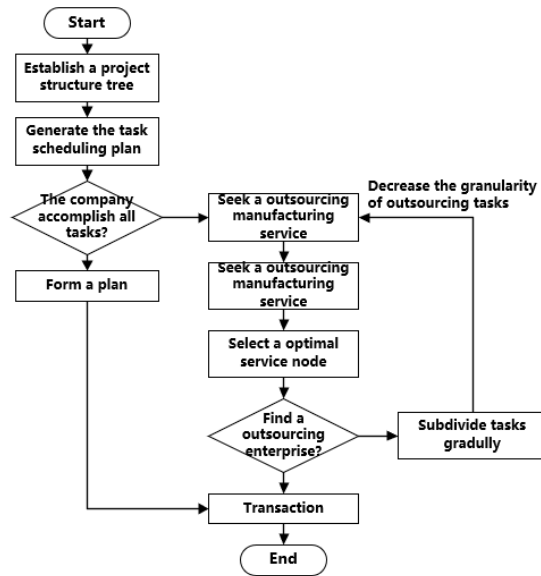 Start
Establish a project
structure tree
Generate the task
scheduling plan
The
company
accomplish all
tasks?
Form a plan
Decrease the granularity
of outsourcing tasks
Seek a outsourcing
manufacturing
service
Seek a outsourcing
manufacturing
service
Select a optimal
service node
Find a
outsourcing
enterprise?
Subdivide tasks
gradully
Transaction
End